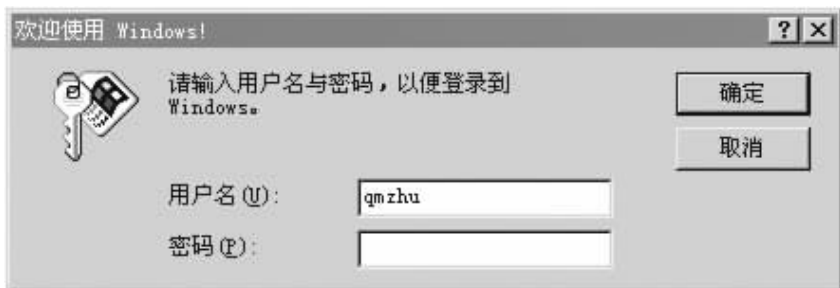 欢迎使用 Windows!
请输入用户名与密码，以便登录到
Windows。
确定
取消
用户名(U):
qmzhu
密码(P):